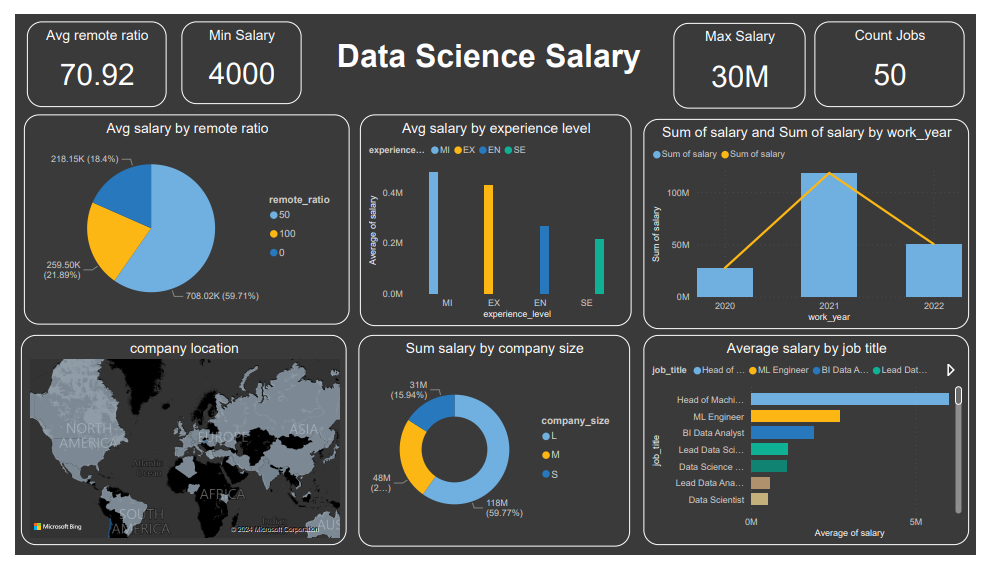 Avg remote ratio
70.92
Min Salary
4000
Data Science Salary
Max Salary
30M
Count Jobs
50
Avg salary by remote ratio
218.15K (18.4%)
259.50K
(21.89%)
708.02K (59.71%)
remote_ratio
50
100
0
Avg salary by experience level
experience... MI EX EN SE
Average of salary
0.4M
0.2M
0.0M
MI EX EN SE
experience_level
Sum of salary and Sum of salary by work_year
Sum of salary Sum of salary
Sum of salary
100M
50M
0M
2020 2021 2022
work_year
company location
NORTH
AMERICA
EUROPE
ASIA
Atlantic
Ocean
AFRICA
SOUTH
AMERICA
AUS
Microsoft Bing
© 2024 Microsoft Corporation
Sum salary by company size
31M
(15.94%)
48M
(2...)
118M
(59.77%)
company_size
L
M
S
Average salary by job title
job_title Head of ... ML Engineer BI Data A... Lead Dat...
job_title
Head of Machi...
ML Engineer
BI Data Analyst
Lead Data Sci...
Data Science ...
Lead Data Ana...
Data Scientist
0M 5M
Average of salary